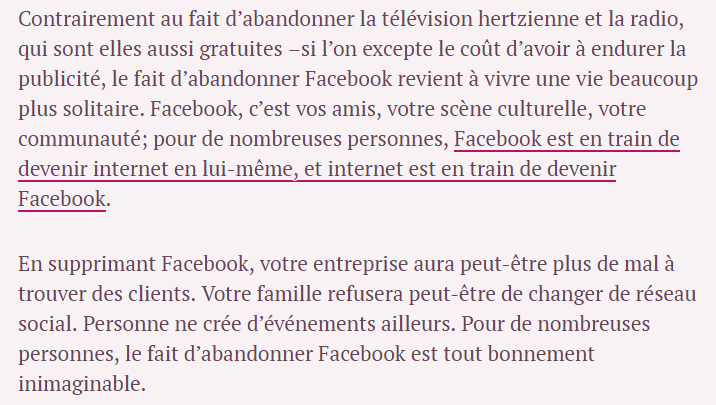 Contrairement au fait d’abandonner la télévision hertzienne et la radio,
qui sont elles aussi gratuites –si l’on excepte le coût d’avoir à endurer la
publicité, le fait d’abandonner Facebook revient à vivre une vie beaucoup
plus solitaire. Facebook, c’est vos amis, votre scène culturelle, votre
communauté; pour de nombreuses personnes, Facebook est en train de
devenir internet en lui-même, et internet est en train de devenir
Facebook.
En supprimant Facebook, votre entreprise aura peut-être plus de mal à
trouver des clients. Votre famille refusera peut-être de changer de réseau
social. Personne ne crée d’événements ailleurs. Pour de nombreuses
personnes, le fait d’abandonner Facebook est tout bonnement
inimaginable.